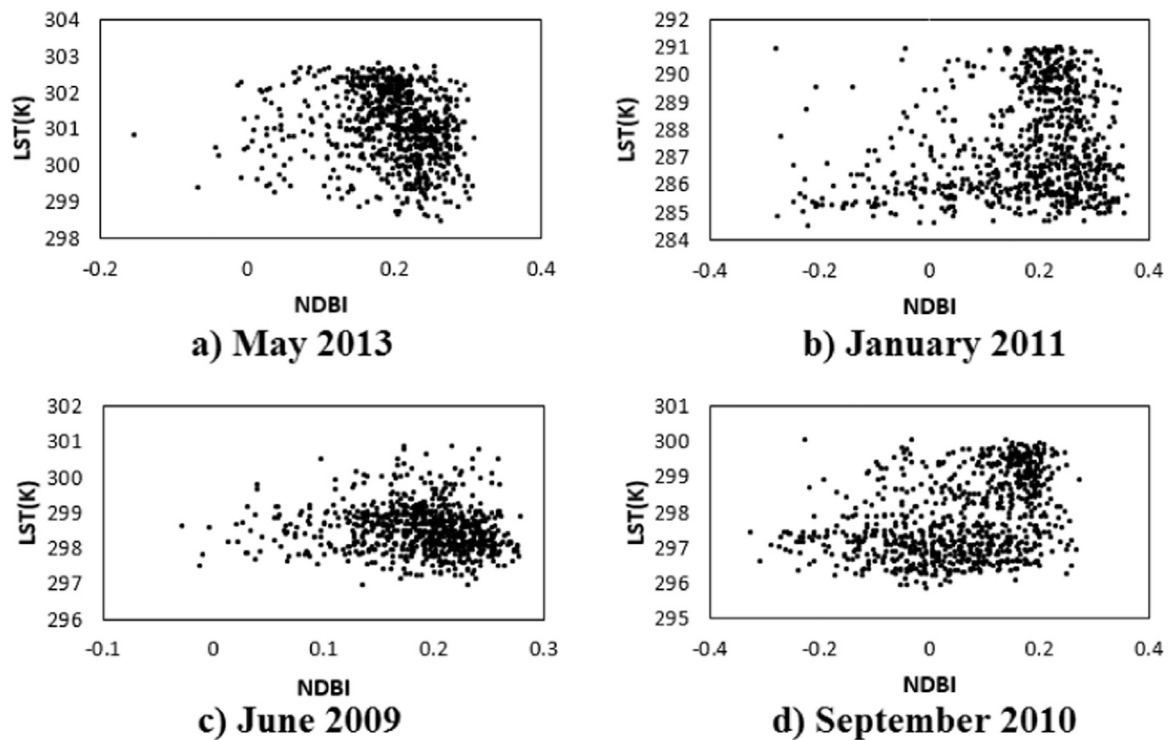 304
303
302
301
300
299
298
LST(K)
-0.2 0 0.2 0.4
NDBI
a) May 2013
292
291
290
289
288
287
286
285
284
LST(K)
-0.4 -0.2 0 0.2 0.4
NDBI
b) January 2011
302
301
300
299
298
297
296
LST(K)
-0.1 0 0.1 0.2 0.3
NDBI
c) June 2009
301
300
299
298
297
296
295
LST(K)
-0.4 -0.2 0 0.2 0.4
NDBI
d) September 2010